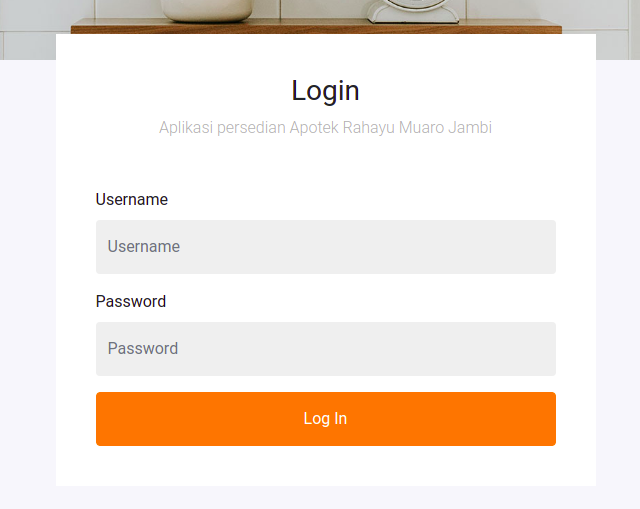 Login
Aplikasi persedian Apotek Rahayu Muaro Jambi
Username
Username
Password
Password
Log In